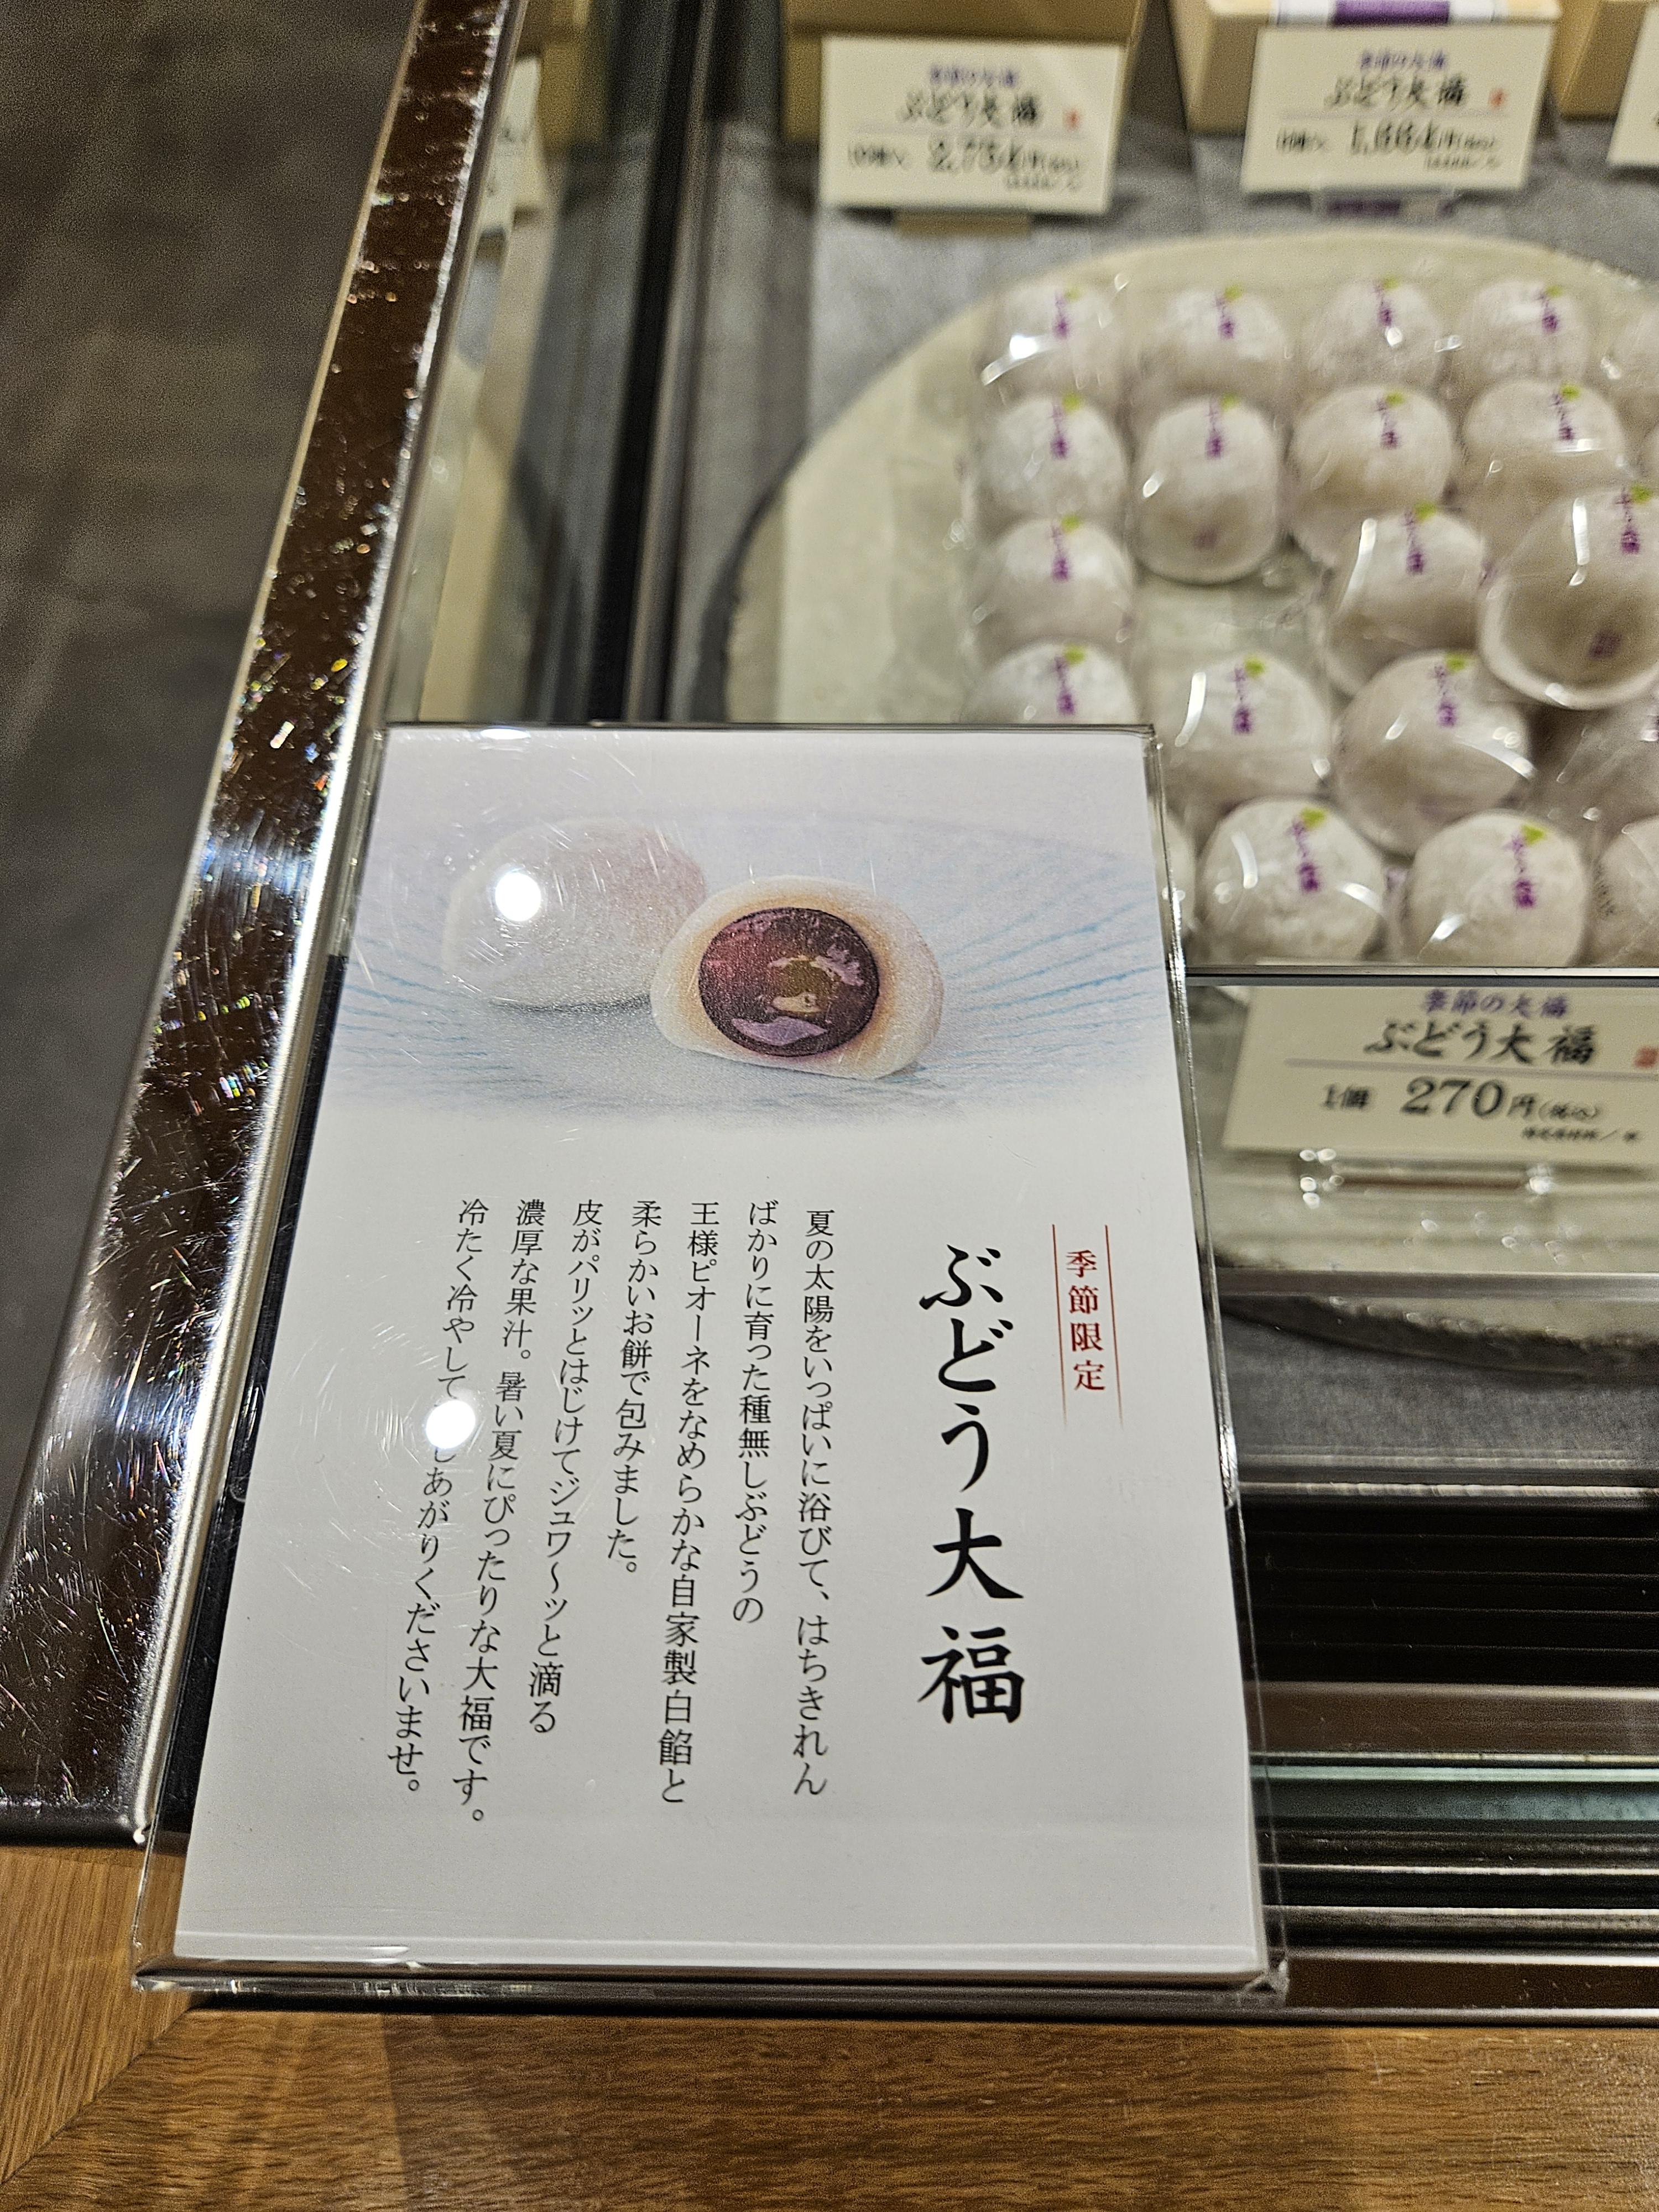 季節限定
ぶどう大福
夏の太陽をいっぱいに浴びて、はちきれん
ばかりに育った種無しぶどうの
王様ピオーネをなめらかな自家製白餡と
柔らかいお餅で包みました。
皮がパリッとはじけてジュワ〜ッと滴る
濃厚な果汁。暑い夏にぴったりな大福です。
冷たく冷やして しあがりくださいませ。
季節の大福
ぶどう大福
1個 270円(税込)
季節の大福
ぶどう大福
季節の大福
ぶどう大福